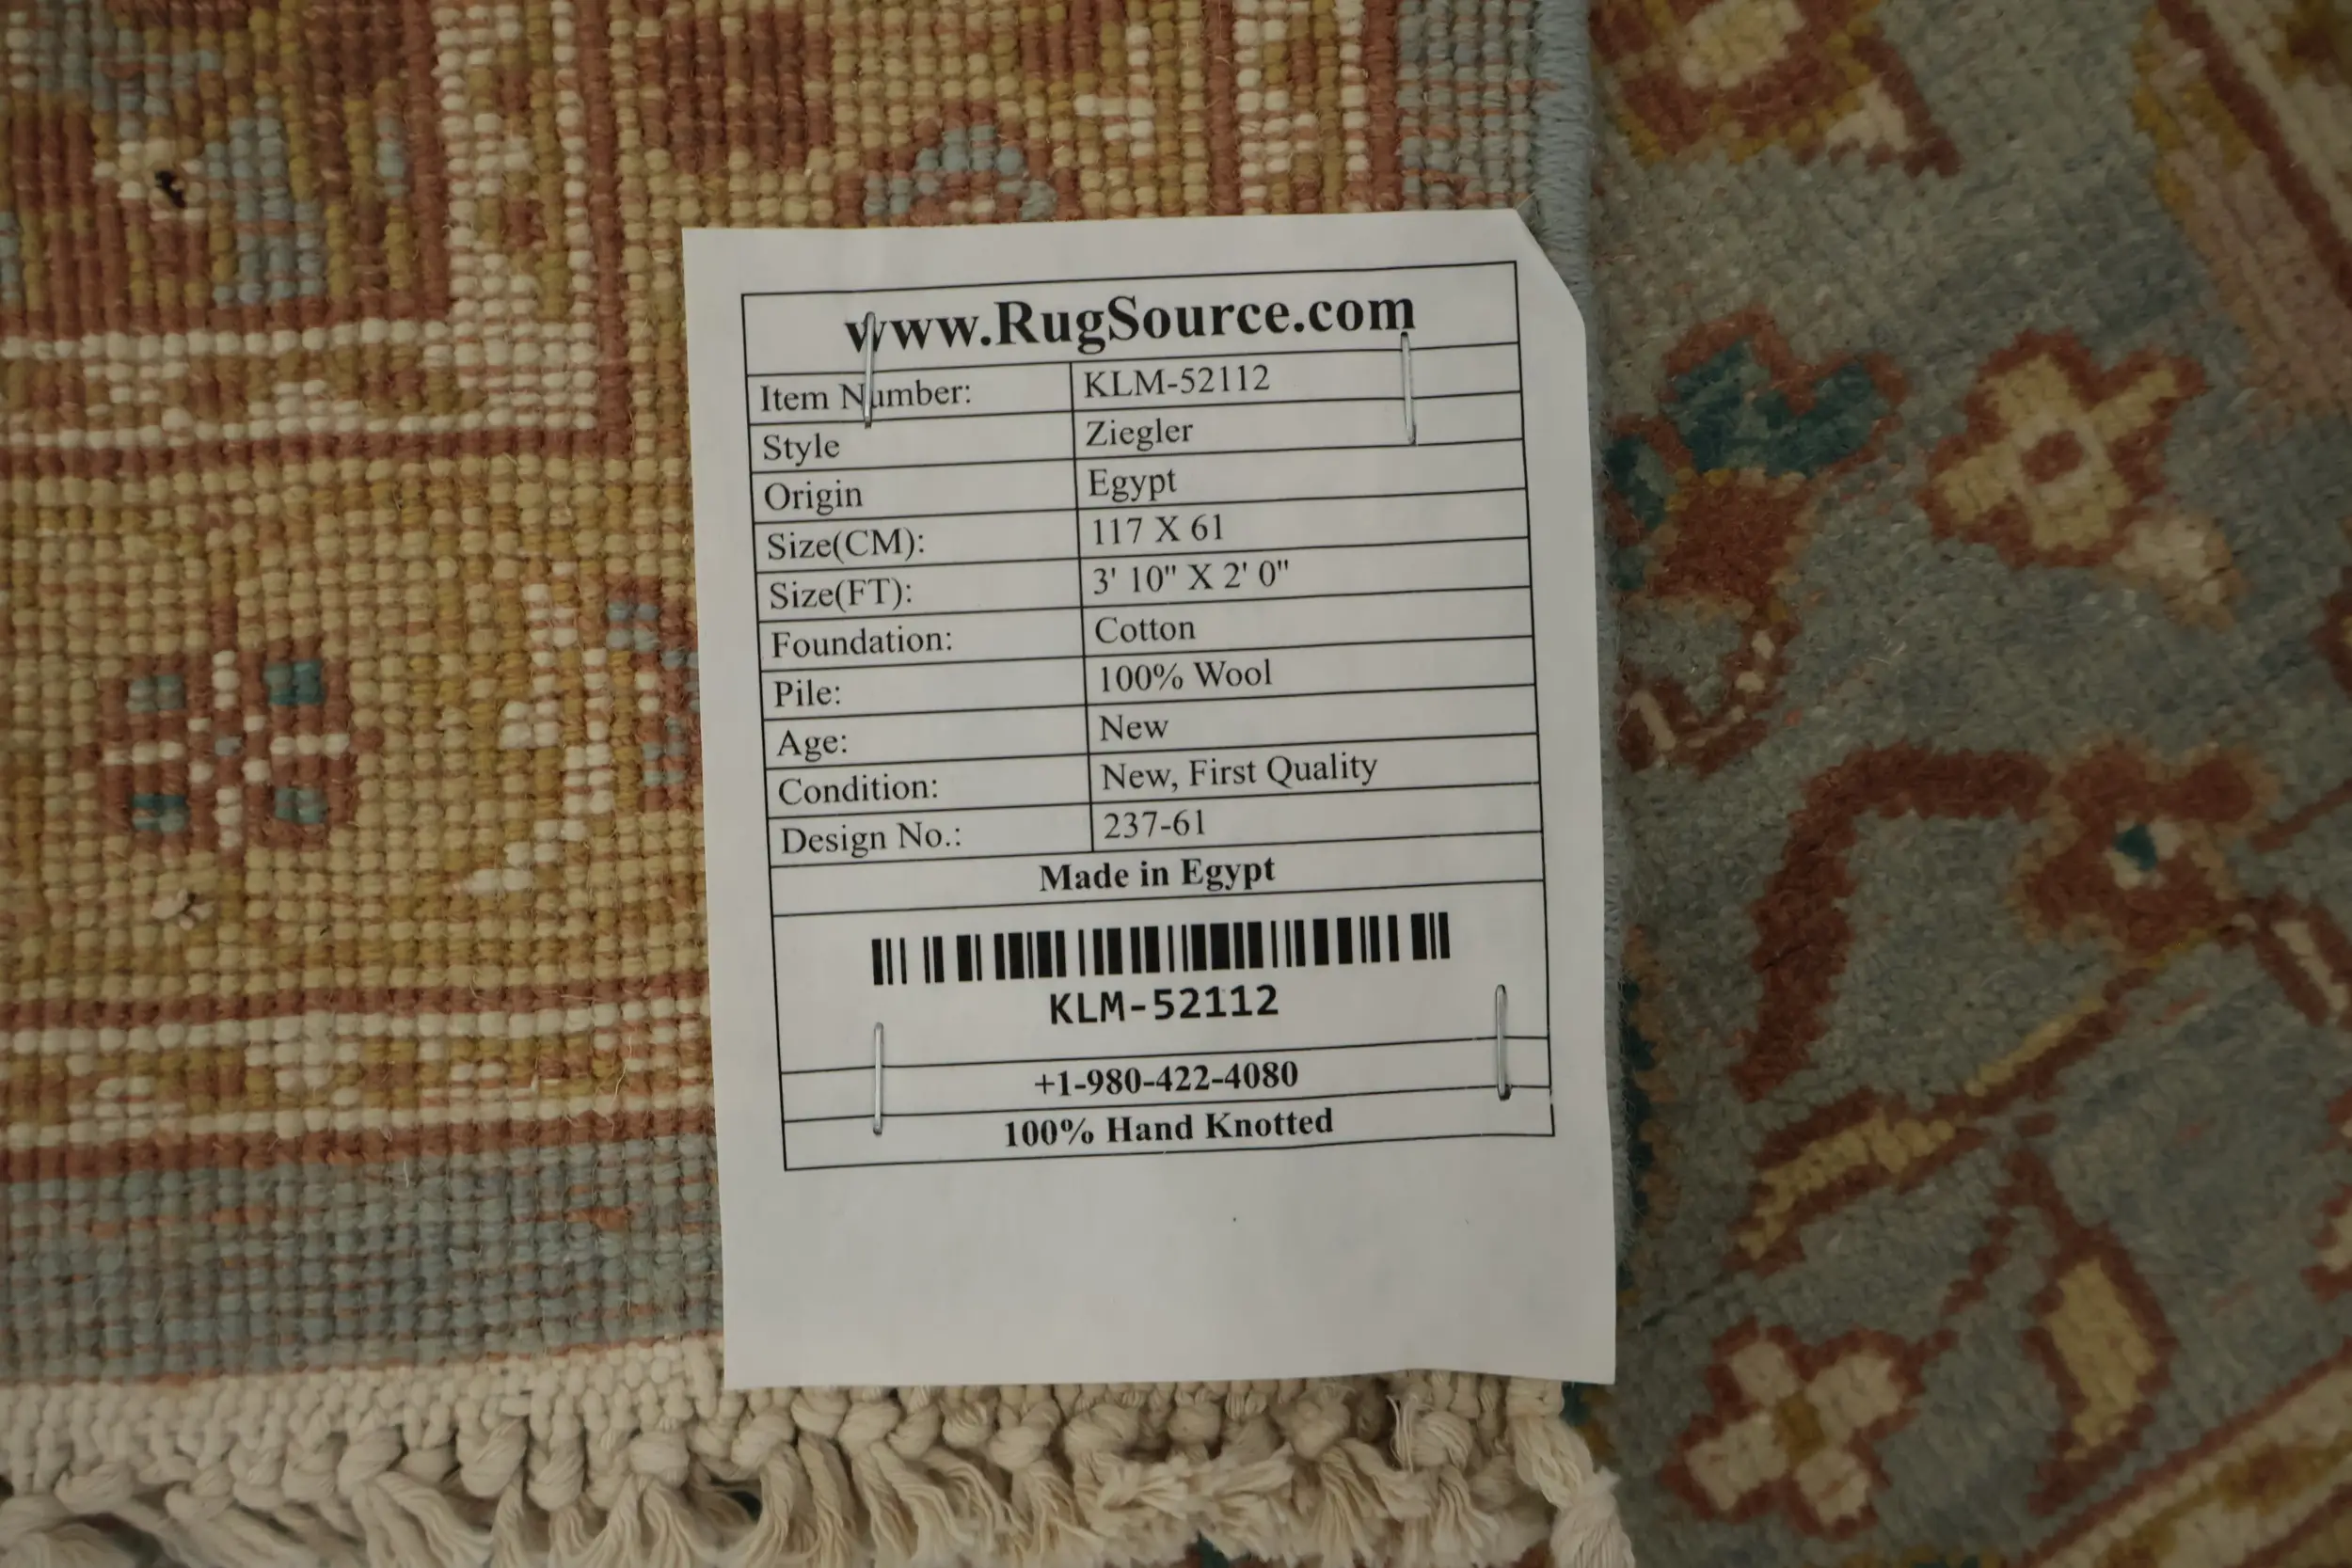 www.RugSource.com
Item Number: KLM-52112
Style Ziegler
Origin Egypt
Size(CM): 117 X 61
Size(FT): 3' 10" X 2' 0"
Foundation: Cotton
Pile: 100% Wool
Age: New
Condition: New, First Quality
Design No.: 237-61
Made in Egypt
KLM-52112
+1-980-422-4080
100% Hand Knotted